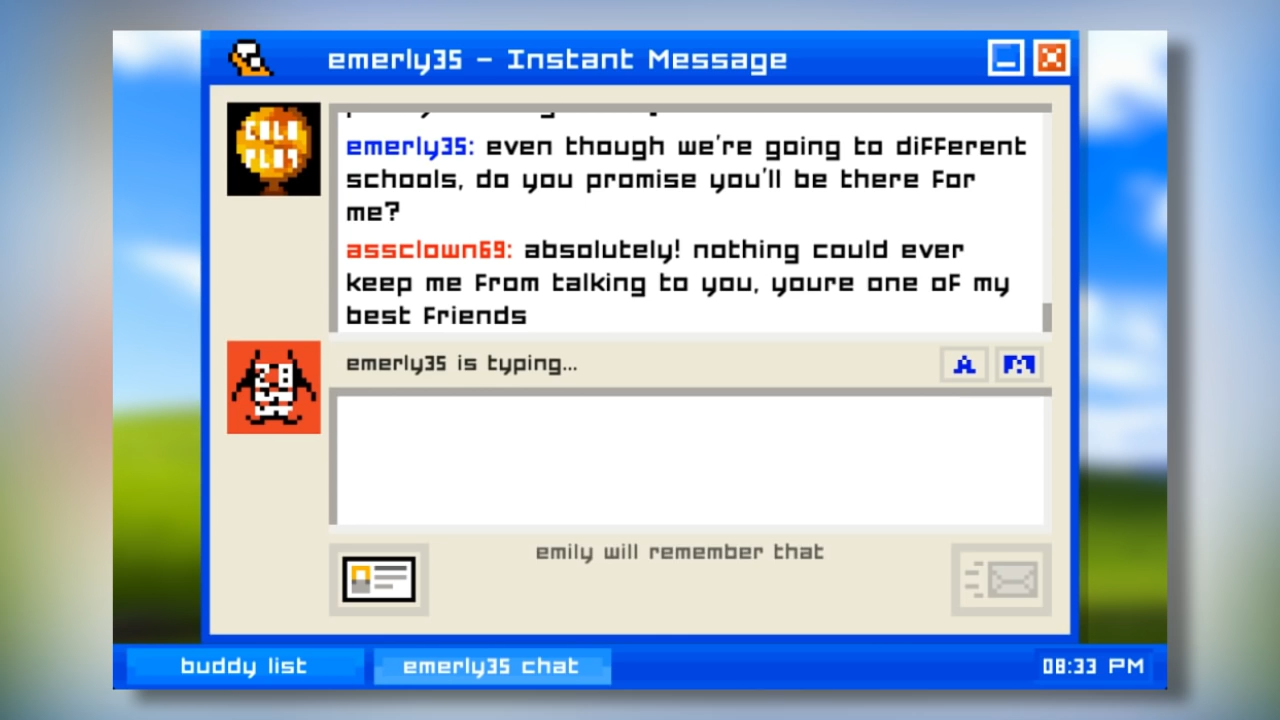 emerly35 - Instant Message
COLD
PLAY
emerly35: even though we're going to different
schools, do you promise you'll be there for
me?
assclown69: absolutely! nothing could ever
keep me from talking to you, youre one of my
best friends
emerly35 is typing...
A
emily will remember that
buddy list
emerly35 chat
08:33 PM